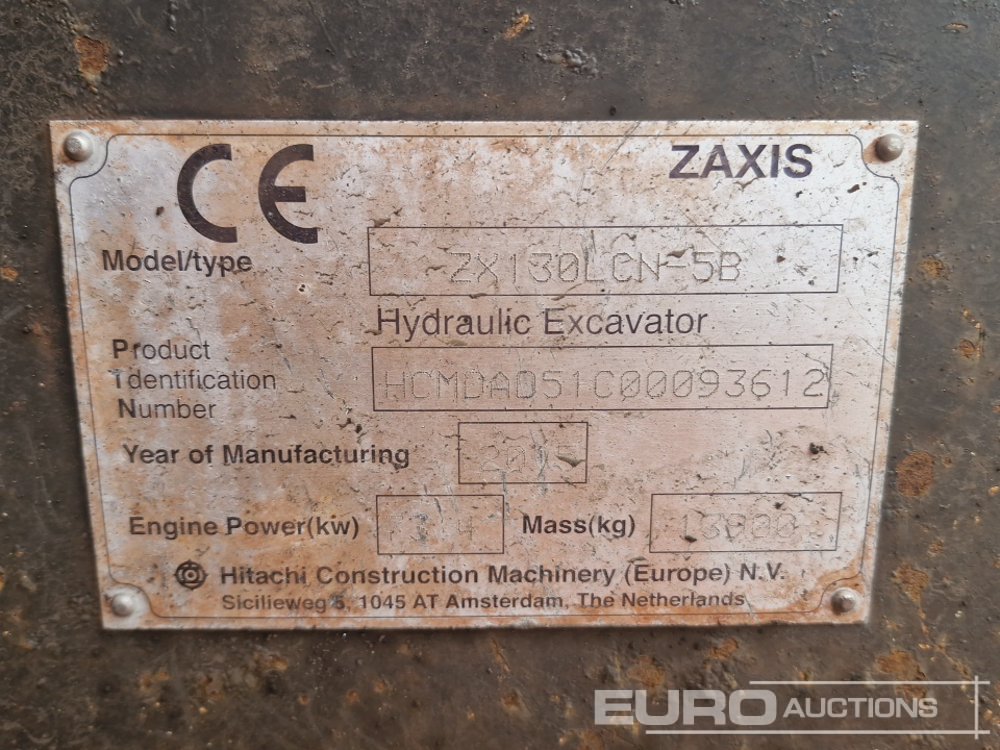 CE ZAXIS
Model/type ZX130LCN-5B
Hydraulic Excavator
Product
Identification HCMDAD51C00093612
Number
Year of Manufacturing
Engine Power(kw) Mass(kg)
Hitachi Construction Machinery (Europe) N.V.
Sicilieweg 5, 1045 AT Amsterdam, The Netherlands
EURO AUCTIONS